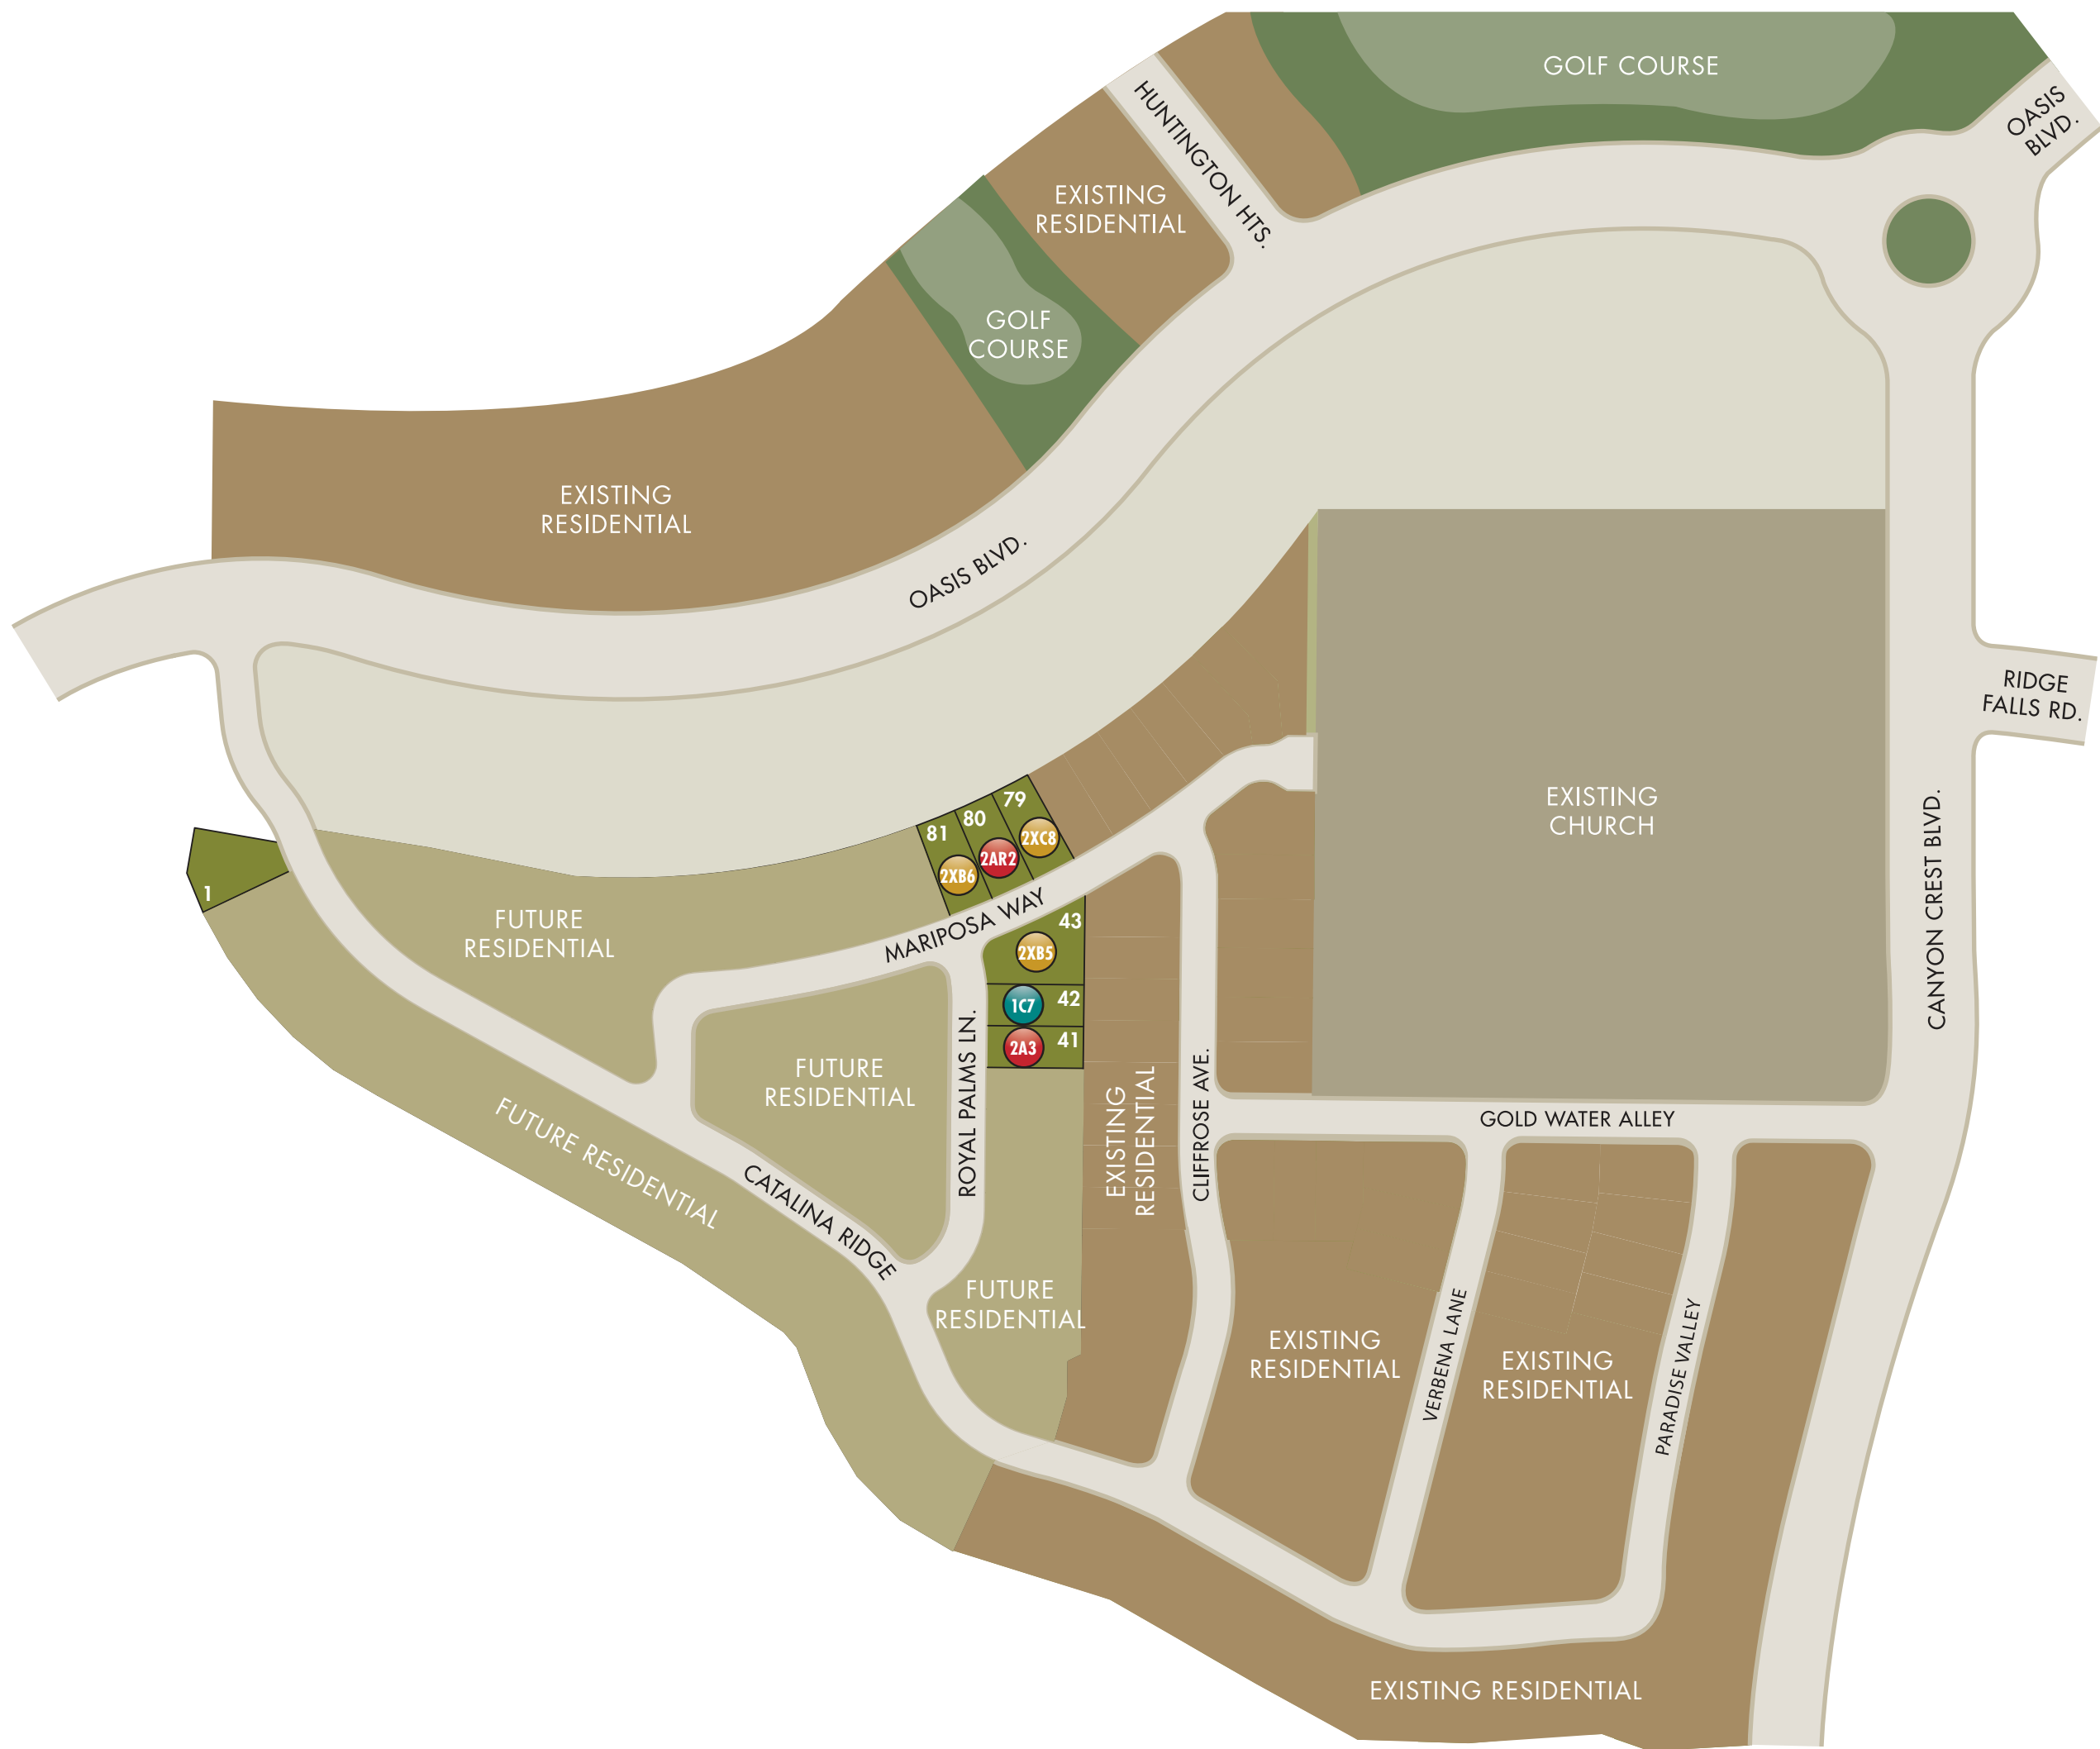 GOLF COURSE
OASIS
BLVD.
HUNTINGTON HTS.
EXISTING
RESIDENTIAL
GOLF
COURSE
EXISTING
RESIDENTIAL
OASIS BLVD.
RIDGE
FALLS RD.
EXISTING
CHURCH
CANYON CREST BLVD.
79
80
81
2XC8
2AR2
2XB6
1
FUTURE
RESIDENTIAL
MARIPOSA WAY
43
2XB5
42
1C7
41
2A3
FUTURE
RESIDENTIAL
ROYAL PALMS LN.
EXISTING
RESIDENTIAL
CLIFFROSE AVE.
GOLD WATER ALLEY
FUTURE RESIDENTIAL
CATALINA RIDGE
FUTURE
RESIDENTIAL
EXISTING
RESIDENTIAL
VERBENA LANE
EXISTING
RESIDENTIAL
PARADISE VALLEY
EXISTING RESIDENTIAL